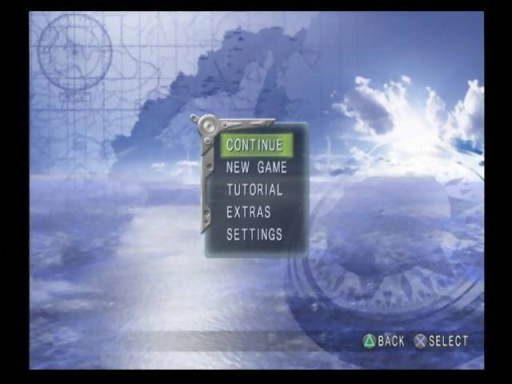 CONTINUE
NEW GAME
TUTORIAL
EXTRAS
SETTINGS
BACK SELECT